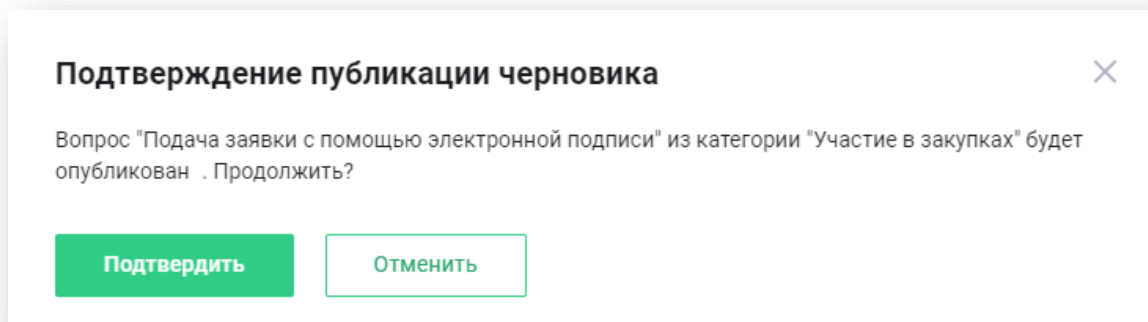 Подтверждение публикации черновика
Вопрос "Подача заявки с помощью электронной подписи" из категории "Участие в закупках" будет
опубликован  . Продолжить?
Подтвердить
Отменить